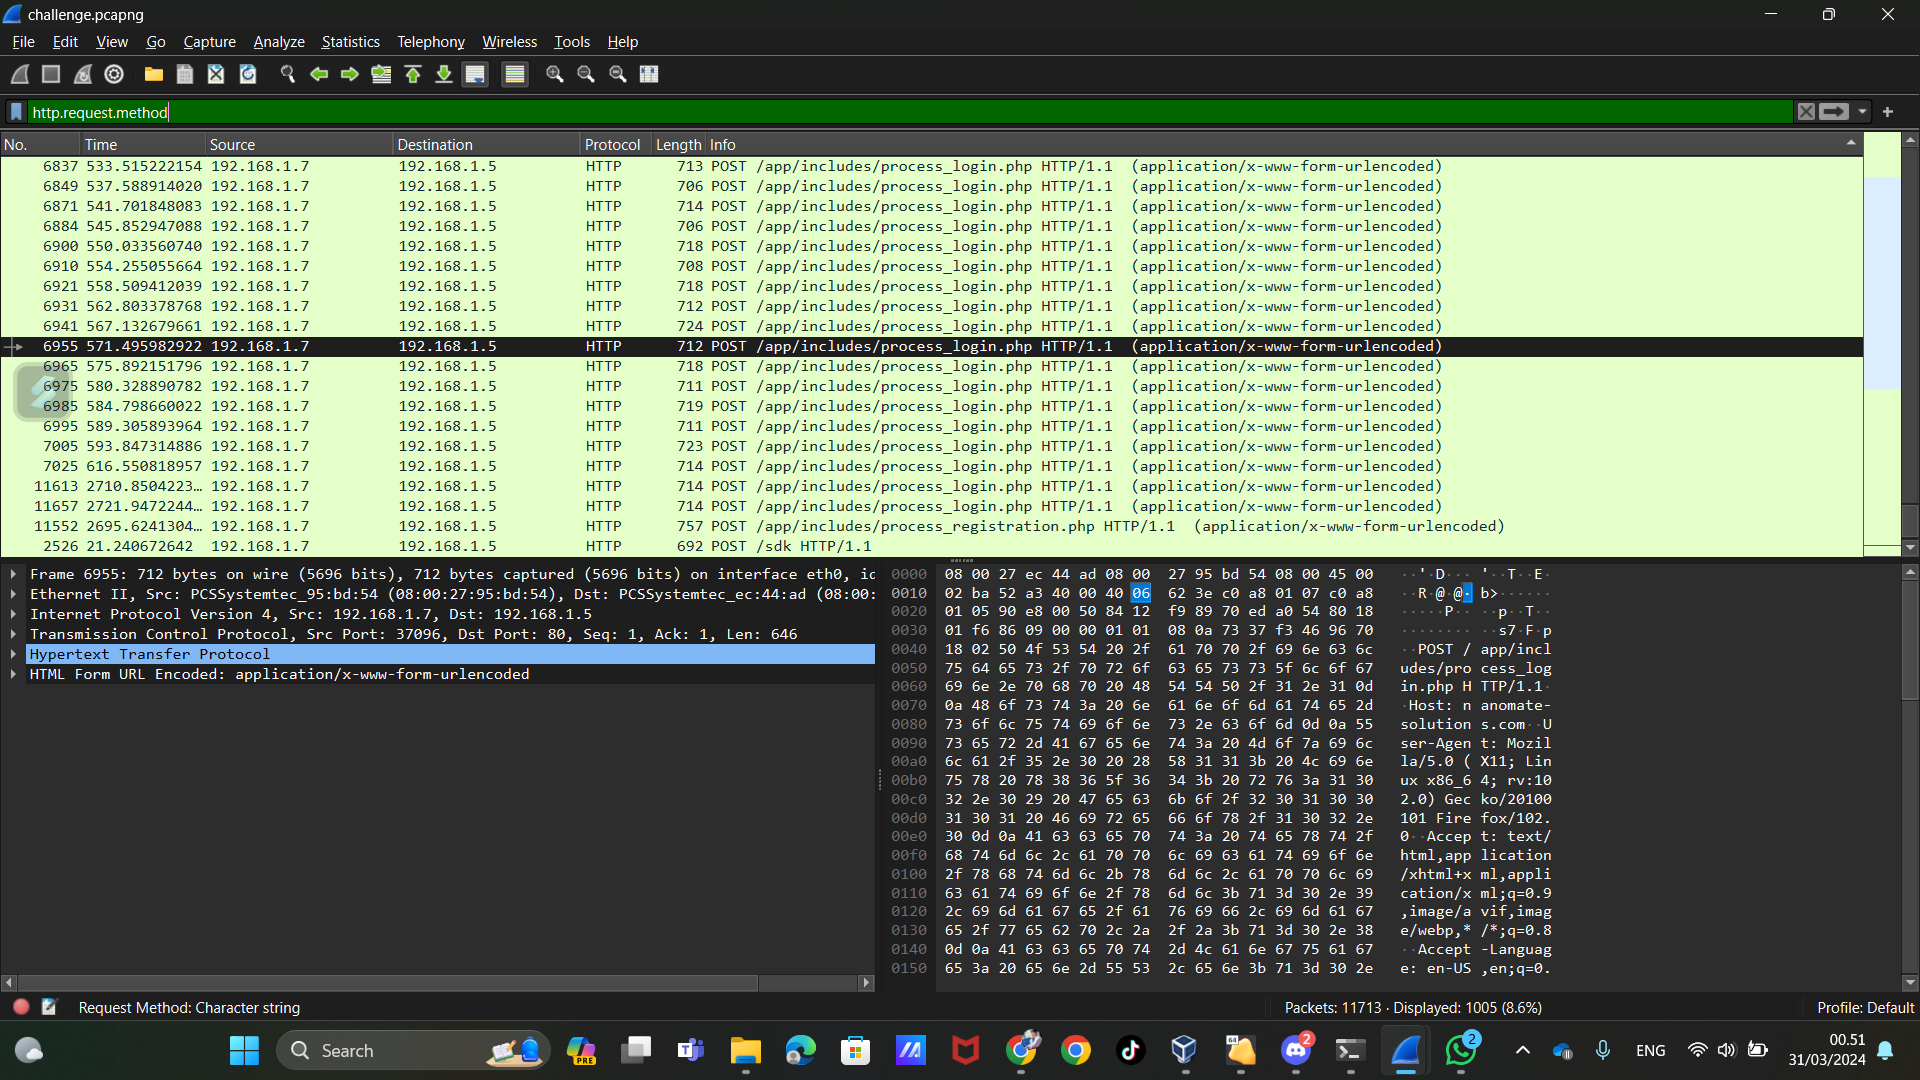 challenge.pcapng
File Edit View Go Capture Analyze Statistics Telephony Wireless Tools Help
http.request.method
No. Time Source Destination Protocol Length Info
6837 533.515222154 192.168.1.7 192.168.1.5 HTTP 713 POST /app/includes/process_login.php HTTP/1.1 (application/x-www-form-urlencoded)
6849 537.588914020 192.168.1.7 192.168.1.5 HTTP 706 POST /app/includes/process_login.php HTTP/1.1 (application/x-www-form-urlencoded)
6871 541.701848083 192.168.1.7 192.168.1.5 HTTP 714 POST /app/includes/process_login.php HTTP/1.1 (application/x-www-form-urlencoded)
6884 545.852947088 192.168.1.7 192.168.1.5 HTTP 706 POST /app/includes/process_login.php HTTP/1.1 (application/x-www-form-urlencoded)
6900 550.033560740 192.168.1.7 192.168.1.5 HTTP 718 POST /app/includes/process_login.php HTTP/1.1 (application/x-www-form-urlencoded)
6910 554.255055664 192.168.1.7 192.168.1.5 HTTP 708 POST /app/includes/process_login.php HTTP/1.1 (application/x-www-form-urlencoded)
6921 558.509412039 192.168.1.7 192.168.1.5 HTTP 718 POST /app/includes/process_login.php HTTP/1.1 (application/x-www-form-urlencoded)
6931 562.803378768 192.168.1.7 192.168.1.5 HTTP 712 POST /app/includes/process_login.php HTTP/1.1 (application/x-www-form-urlencoded)
6941 567.132679661 192.168.1.7 192.168.1.5 HTTP 724 POST /app/includes/process_login.php HTTP/1.1 (application/x-www-form-urlencoded)
6955 571.495982922 192.168.1.7 192.168.1.5 HTTP 712 POST /app/includes/process_login.php HTTP/1.1 (application/x-www-form-urlencoded)
6965 575.892151796 192.168.1.7 192.168.1.5 HTTP 718 POST /app/includes/process_login.php HTTP/1.1 (application/x-www-form-urlencoded)
6975 580.328890782 192.168.1.7 192.168.1.5 HTTP 711 POST /app/includes/process_login.php HTTP/1.1 (application/x-www-form-urlencoded)
6985 584.798660022 192.168.1.7 192.168.1.5 HTTP 719 POST /app/includes/process_login.php HTTP/1.1 (application/x-www-form-urlencoded)
6995 589.305893964 192.168.1.7 192.168.1.5 HTTP 711 POST /app/includes/process_login.php HTTP/1.1 (application/x-www-form-urlencoded)
7005 593.847314886 192.168.1.7 192.168.1.5 HTTP 723 POST /app/includes/process_login.php HTTP/1.1 (application/x-www-form-urlencoded)
7025 616.550818957 192.168.1.7 192.168.1.5 HTTP 714 POST /app/includes/process_login.php HTTP/1.1 (application/x-www-form-urlencoded)
11613 2710.8504223… 192.168.1.7 192.168.1.5 HTTP 714 POST /app/includes/process_login.php HTTP/1.1 (application/x-www-form-urlencoded)
11657 2721.9472244… 192.168.1.7 192.168.1.5 HTTP 714 POST /app/includes/process_login.php HTTP/1.1 (application/x-www-form-urlencoded)
11552 2695.6241304… 192.168.1.7 192.168.1.5 HTTP 757 POST /app/includes/process_registration.php HTTP/1.1 (application/x-www-form-urlencoded)
2526 21.240672642 192.168.1.7 192.168.1.5 HTTP 692 POST /sdk HTTP/1.1
Frame 6955: 712 bytes on wire (5696 bits), 712 bytes captured (5696 bits) on interface eth0, id
Ethernet II, Src: PCSSystemtec_95:bd:54 (08:00:27:95:bd:54), Dst: PCSSystemtec_ec:44:ad (08:00:
Internet Protocol Version 4, Src: 192.168.1.7, Dst: 192.168.1.5
Transmission Control Protocol, Src Port: 37096, Dst Port: 80, Seq: 1, Ack: 1, Len: 646
Hypertext Transfer Protocol
HTML Form URL Encoded: application/x-www-form-urlencoded
0000 08 00 27 ec 44 ad 08 00 27 95 bd 54 08 00 45 00 ··'·D··· '··T··E·
0010 02 ba 52 a3 40 00 40 06 62 3e c0 a8 01 07 c0 a8 ··R·@·@· b>······
0020 01 05 90 e8 00 50 84 12 f9 89 70 ed a0 54 80 18 ·····P·· ··p··T··
0030 01 f6 86 09 00 00 01 01 08 0a 73 37 f3 46 96 70 ········ ··s7·F·p
0040 18 02 50 4f 53 54 20 2f 61 70 70 2f 69 6e 63 6c ··POST / app/incl
0050 75 64 65 73 2f 70 72 6f 63 65 73 73 5f 6c 6f 67 udes/pro cess_log
0060 69 6e 2e 70 68 70 20 48 54 54 50 2f 31 2e 31 0d in.php H TTP/1.1·
0070 0a 48 6f 73 74 3a 20 6e 61 6e 6f 6d 61 74 65 2d ·Host: n anomate-
0080 73 6f 6c 75 74 69 6f 6e 73 2e 63 6f 6d 0d 0a 55 solution s.com··U
0090 73 65 72 2d 41 67 65 6e 74 3a 20 4d 6f 7a 69 6c ser-Agen t: Mozil
00a0 6c 61 2f 35 2e 30 20 28 58 31 31 3b 20 4c 69 6e la/5.0 ( X11; Lin
00b0 75 78 20 78 38 36 5f 36 34 3b 20 72 76 3a 31 30 ux x86_6 4; rv:10
00c0 32 2e 30 29 20 47 65 63 6b 6f 2f 32 30 31 30 30 2.0) Gec ko/20100
00d0 31 30 31 20 46 69 72 65 66 6f 78 2f 31 30 32 2e 101 Fire fox/102.
00e0 30 0d 0a 41 63 63 65 70 74 3a 20 74 65 78 74 2f 0··Accep t: text/
00f0 68 74 6d 6c 2c 61 70 70 6c 69 63 61 74 69 6f 6e html,app lication
0100 2f 78 68 74 6d 6c 2b 78 6d 6c 2c 61 70 70 6c 69 /xhtml+x ml,appli
0110 63 61 74 69 6f 6e 2f 78 6d 6c 3b 71 3d 30 2e 39 cation/x ml;q=0.9
0120 2c 69 6d 61 67 65 2f 61 76 69 66 2c 69 6d 61 67 ,image/a vif,imag
0130 65 2f 77 65 62 70 2c 2a 2f 2a 3b 71 3d 30 2e 38 e/webp,* /*;q=0.8
0140 0d 0a 41 63 63 65 70 74 2d 4c 61 6e 67 75 61 67 ··Accept -Languag
0150 65 3a 20 65 6e 2d 55 53 2c 65 6e 3b 71 3d 30 2e e: en-US ,en;q=0.
Request Method: Character string
Packets: 11713 · Displayed: 1005 (8.6%)
Profile: Default
Search
PRE
64
2
2
ENG
00.51
31/03/2024